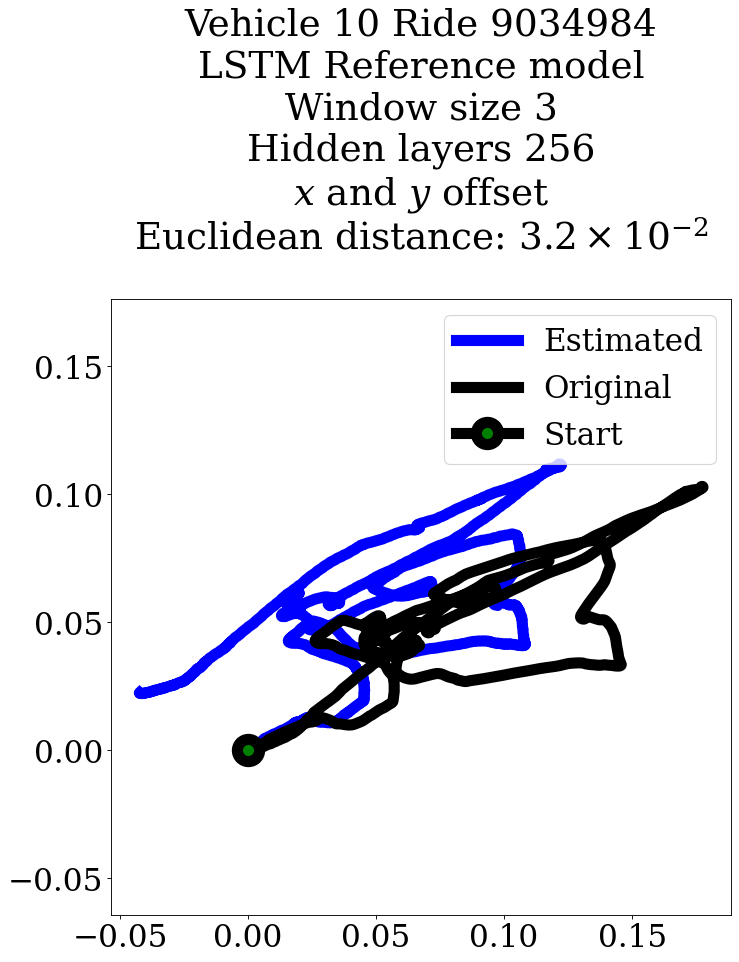 Vehicle 10 Ride 9034984
LSTM Reference model
Window size 3
Hidden layers 256
x and y offset
Euclidean distance: 3.2 × 10⁻²
Estimated
Original
Start
0.15
0.10
0.05
0.00
−0.05
−0.05 0.00 0.05 0.10 0.15